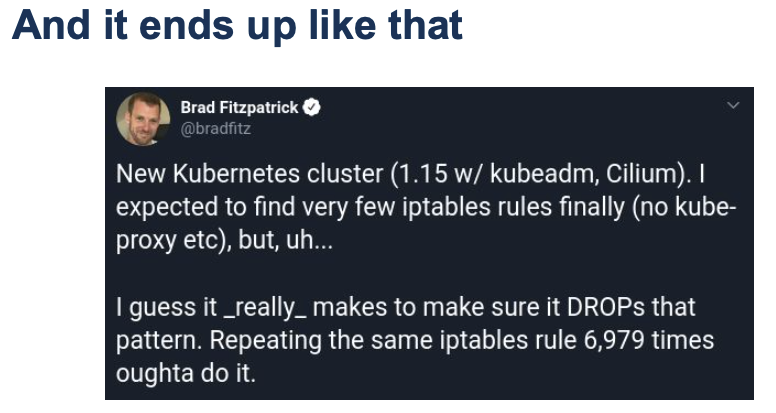 And it ends up like that
Brad Fitzpatrick
@bradfitz
New Kubernetes cluster (1.15 w/ kubeadm, Cilium). I
expected to find very few iptables rules finally (no kube-
proxy etc), but, uh...
I guess it _really_ makes to make sure it DROPs that
pattern. Repeating the same iptables rule 6,979 times
oughta do it.